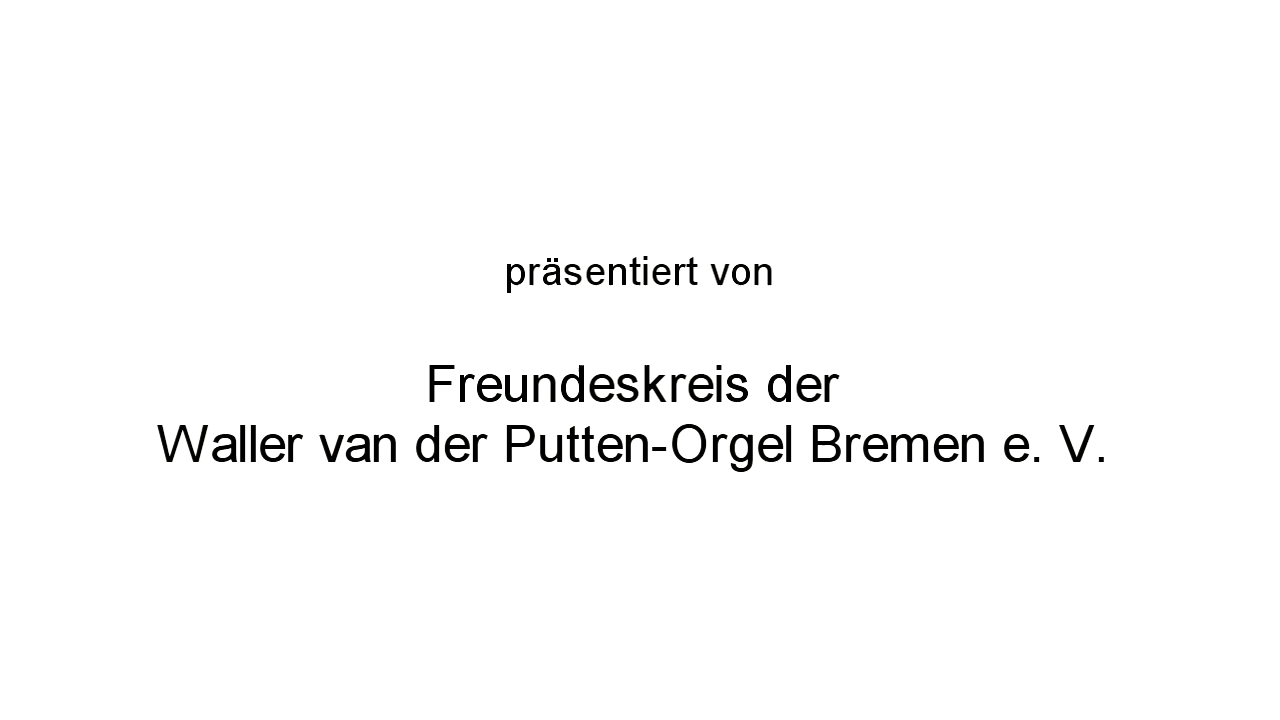 präsentiert von
Freundeskreis der
Waller van der Putten-Orgel Bremen e. V.